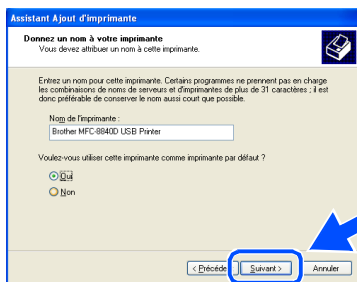 Assistant Ajout d'imprimante
Donnez un nom à votre imprimante
Vous devez attribuer un nom à cette imprimante.
Entrez un nom pour cette imprimante. Certains programmes ne prennent pas en charge
les combinaisons de noms de serveurs et d'imprimantes de plus de 31 caractères ; il est
donc préférable de conserver le nom aussi court que possible.
Nom de l'imprimante :
Brother MFC-8840D USB Printer
Voulez-vous utiliser cette imprimante comme imprimante par défaut ?
Oui
Non
< Précéde
Suivant >
Annuler